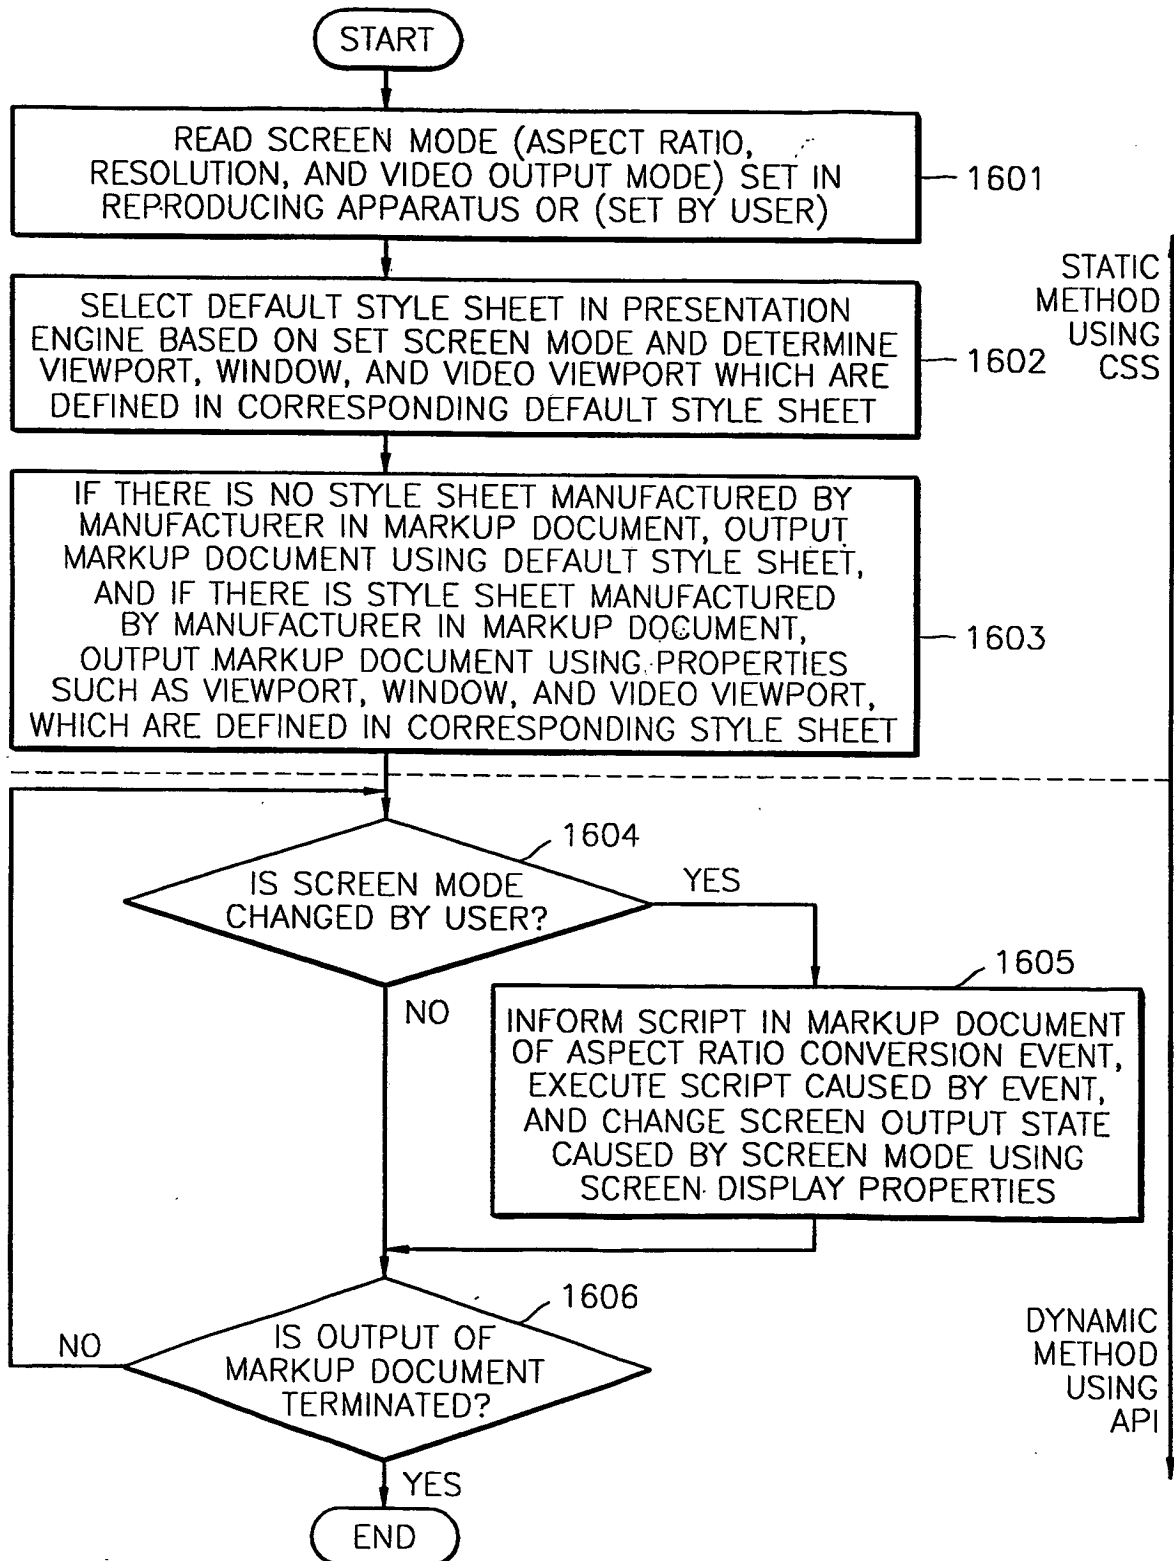 START
READ SCREEN MODE (ASPECT RATIO,
RESOLUTION, AND VIDEO OUTPUT MODE) SET IN
REPRODUCING APPARATUS OR (SET BY USER)
1601
STATIC
METHOD
USING
CSS
SELECT DEFAULT STYLE SHEET IN PRESENTATION
ENGINE BASED ON SET SCREEN MODE AND DETERMINE
VIEWPORT, WINDOW, AND VIDEO VIEWPORT WHICH ARE
DEFINED IN CORRESPONDING DEFAULT STYLE SHEET
1602
IF THERE IS NO STYLE SHEET MANUFACTURED BY
MANUFACTURER IN MARKUP DOCUMENT, OUTPUT
MARKUP DOCUMENT USING DEFAULT STYLE SHEET,
AND IF THERE IS STYLE SHEET MANUFACTURED
BY MANUFACTURER IN MARKUP DOCUMENT,
OUTPUT MARKUP DOCUMENT USING PROPERTIES
SUCH AS VIEWPORT, WINDOW, AND VIDEO VIEWPORT,
WHICH ARE DEFINED IN CORRESPONDING STYLE SHEET
1603
1604
IS SCREEN MODE
CHANGED BY USER?
YES
NO
1605
INFORM SCRIPT IN MARKUP DOCUMENT
OF ASPECT RATIO CONVERSION EVENT,
EXECUTE SCRIPT CAUSED BY EVENT,
AND CHANGE SCREEN OUTPUT STATE
CAUSED BY SCREEN MODE USING
SCREEN DISPLAY PROPERTIES
1606
IS OUTPUT OF
MARKUP DOCUMENT
TERMINATED?
NO
YES
DYNAMIC
METHOD
USING
API
END